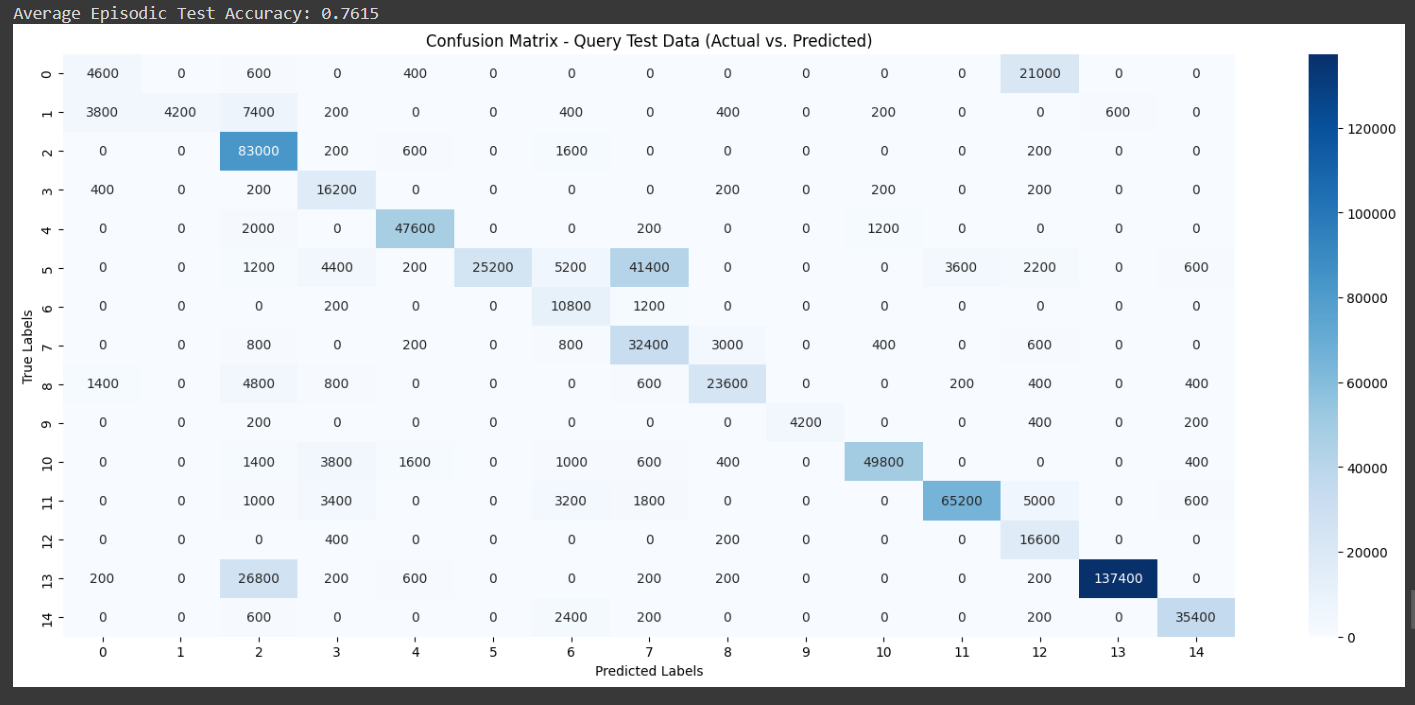 Average Episodic Test Accuracy: 0.7615
Confusion Matrix - Query Test Data (Actual vs. Predicted)
True Labels
0 4600 0 600 0 400 0 0 0 0 0 0 0 21000 0 0
1 3800 4200 7400 200 0 0 400 0 400 0 200 0 0 600 0
2 0 0 83000 200 600 0 1600 0 0 0 0 0 200 0 0
3 400 0 200 16200 0 0 0 0 200 0 200 0 200 0 0
4 0 0 2000 0 47600 0 0 200 0 0 1200 0 0 0 0
5 0 0 1200 4400 200 25200 5200 41400 0 0 0 3600 2200 0 600
6 0 0 0 200 0 0 10800 1200 0 0 0 0 0 0 0
7 0 0 800 0 200 0 800 32400 3000 0 400 0 600 0 0
8 1400 0 4800 800 0 0 0 600 23600 0 0 200 400 0 400
9 0 0 200 0 0 0 0 0 0 4200 0 0 400 0 200
10 0 0 1400 3800 1600 0 1000 600 400 0 49800 0 0 0 400
11 0 0 1000 3400 0 0 3200 1800 0 0 0 65200 5000 0 600
12 0 0 0 400 0 0 0 0 200 0 0 0 16600 0 0
13 200 0 26800 200 600 0 0 200 200 0 0 0 200 137400 0
14 0 0 600 0 0 0 2400 200 0 0 0 0 200 0 35400
0 1 2 3 4 5 6 7 8 9 10 11 12 13 14
Predicted Labels
120000
100000
80000
60000
40000
20000
0